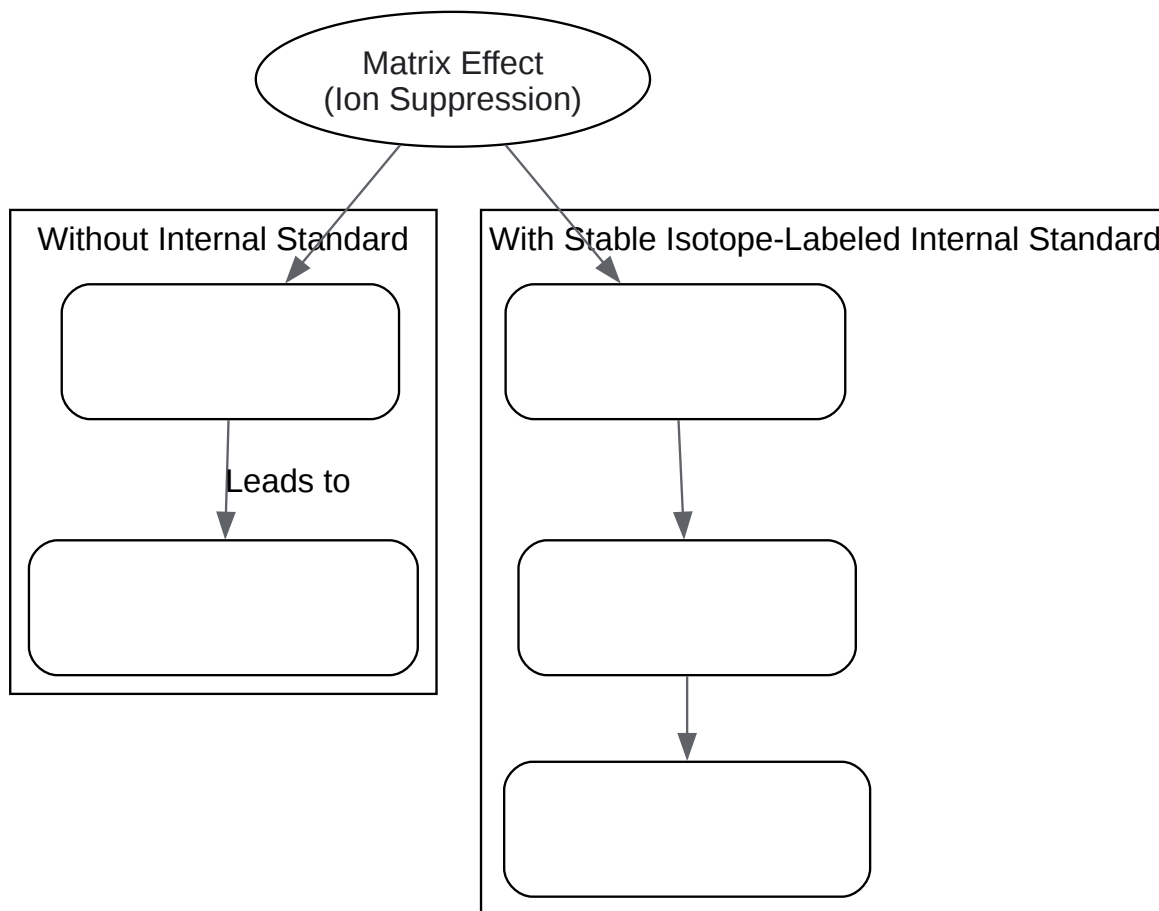 Matrix Effect
(Ion Suppression)
Without Internal Standard
With Stable Isotope-Labeled Internal Standard
Leads to